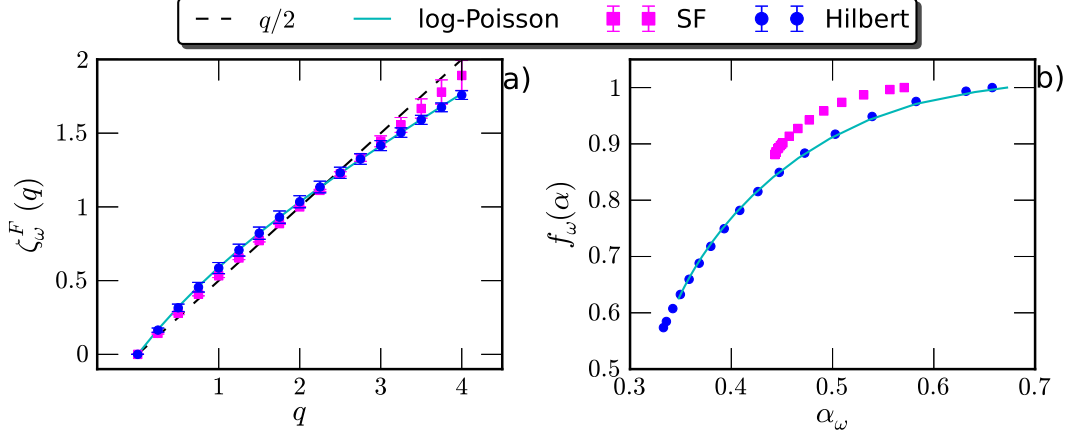 q/2 log-Poisson SF Hilbert
a)
2
1.5
1
0.5
0
1 2 3 4
q
ζ_ω^F (q)
b)
1
0.9
0.8
0.7
0.6
0.5
0.3 0.4 0.5 0.6 0.7
α_ω
f_ω(α)